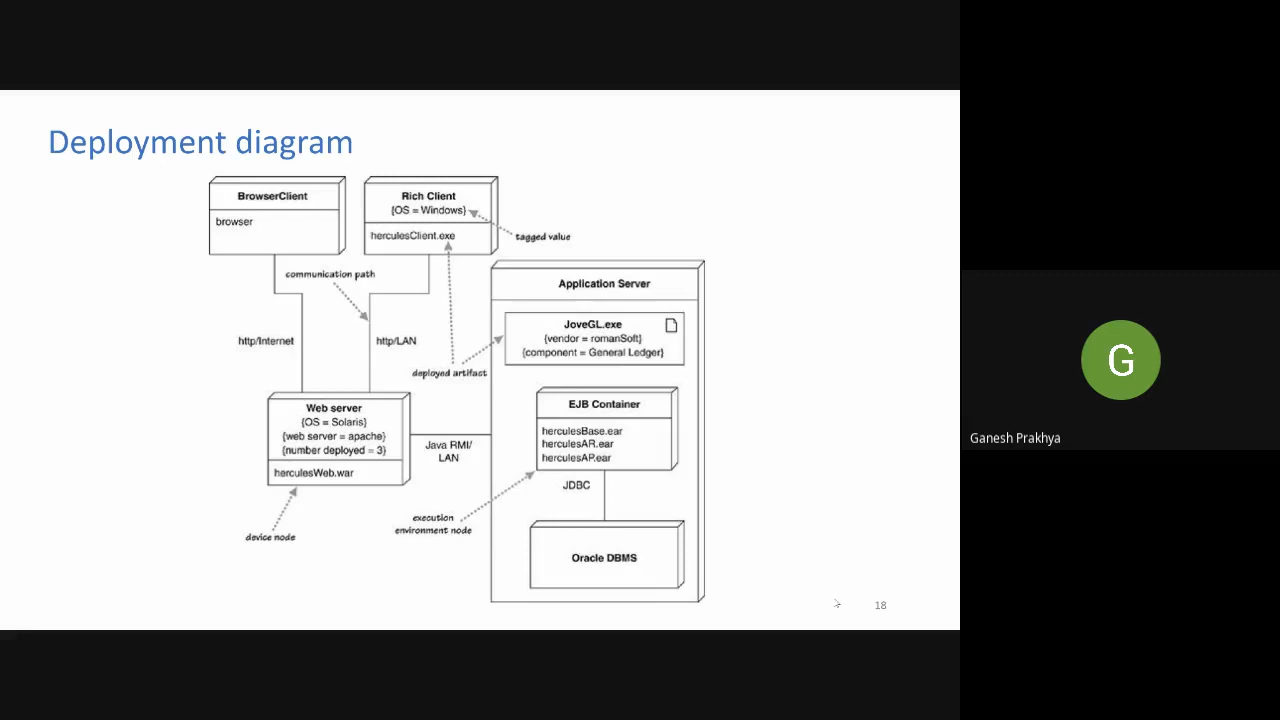 Deployment diagram
BrowserClient
browser
Rich Client
{OS = Windows}
herculesClient.exe
tagged value
communication path
Application Server
JoveGL.exe
{vendor = romanSoft}
{component = General Ledger}
http/Internet
http/LAN
deployed artifact
EJB Container
herculesBase.ear
herculesAR.ear
herculesAP.ear
Web server
{OS = Solaris}
{web server = apache}
{number deployed = 3}
herculesWeb.war
Java RMI/
LAN
JDBC
execution
environment node
device node
Oracle DBMS
18
G
Ganesh Prakhya